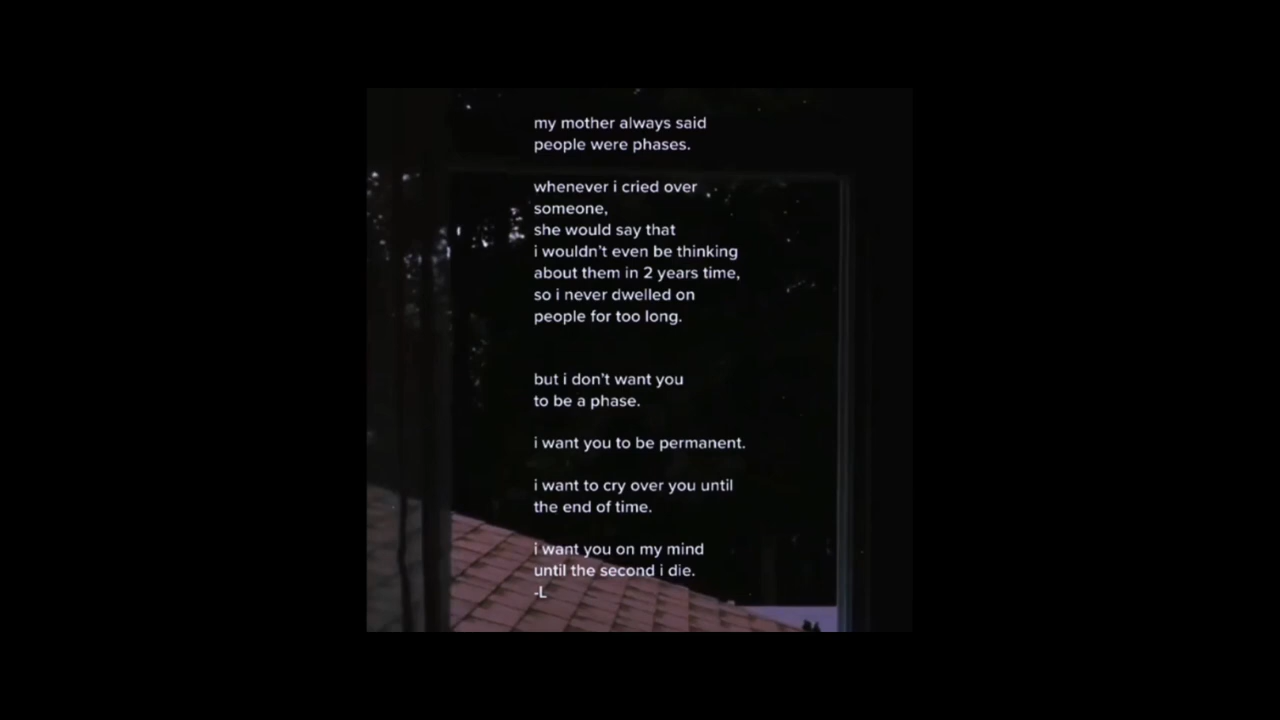 my mother always said
people were phases.
whenever i cried over
someone,
she would say that
i wouldn't even be thinking
about them in 2 years time,
so i never dwelled on
people for too long.
but i don't want you
to be a phase.
i want you to be permanent.
i want to cry over you until
the end of time.
i want you on my mind
until the second i die.
-L